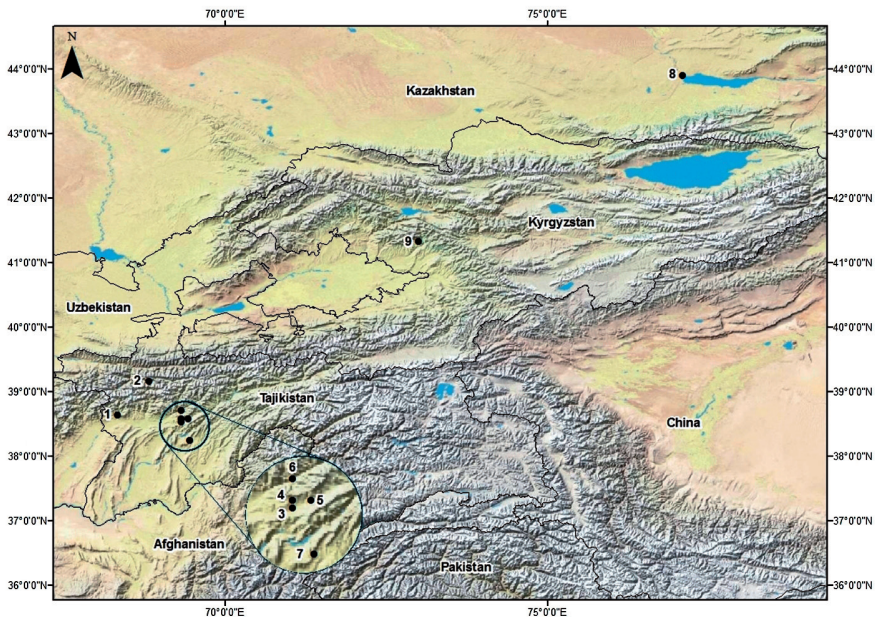 70°0'0"E 75°0'0"E
N
44°0'0"N 44°0'0"N
8
Kazakhstan
43°0'0"N 43°0'0"N
42°0'0"N 42°0'0"N
Kyrgyzstan
9
41°0'0"N 41°0'0"N
Uzbekistan
40°0'0"N 40°0'0"N
2
39°0'0"N 39°0'0"N
Tajikistan
1
China
38°0'0"N 38°0'0"N
6
4 5
3
37°0'0"N 37°0'0"N
Afghanistan
7
Pakistan
36°0'0"N 36°0'0"N
70°0'0"E 75°0'0"E